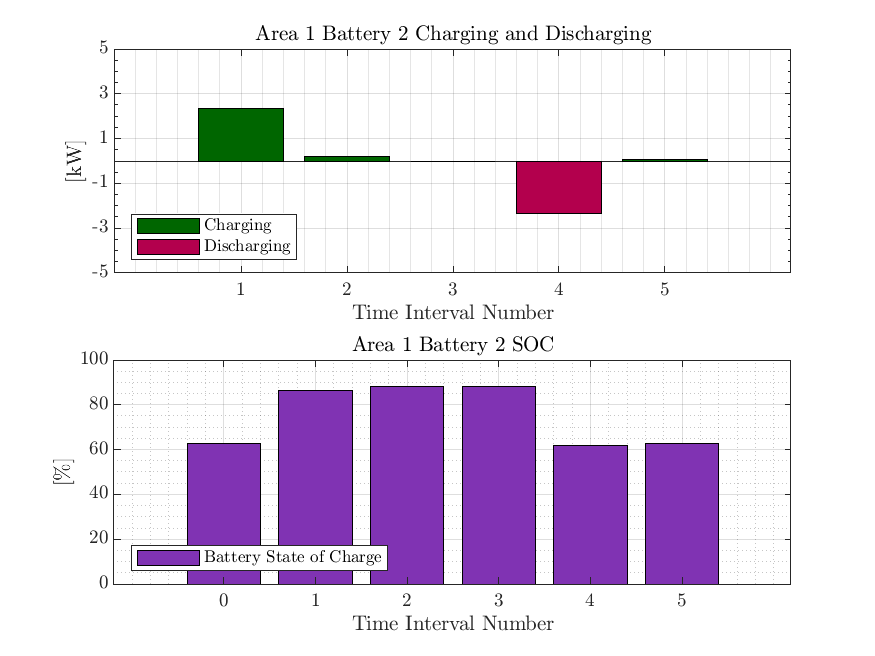 Area 1 Battery 2 Charging and Discharging
5
3
1
-1
-3
-5
[kW]
Charging
Discharging
1 2 3 4 5
Time Interval Number
Area 1 Battery 2 SOC
100
80
60
40
20
0
[%]
Battery State of Charge
0 1 2 3 4 5
Time Interval Number